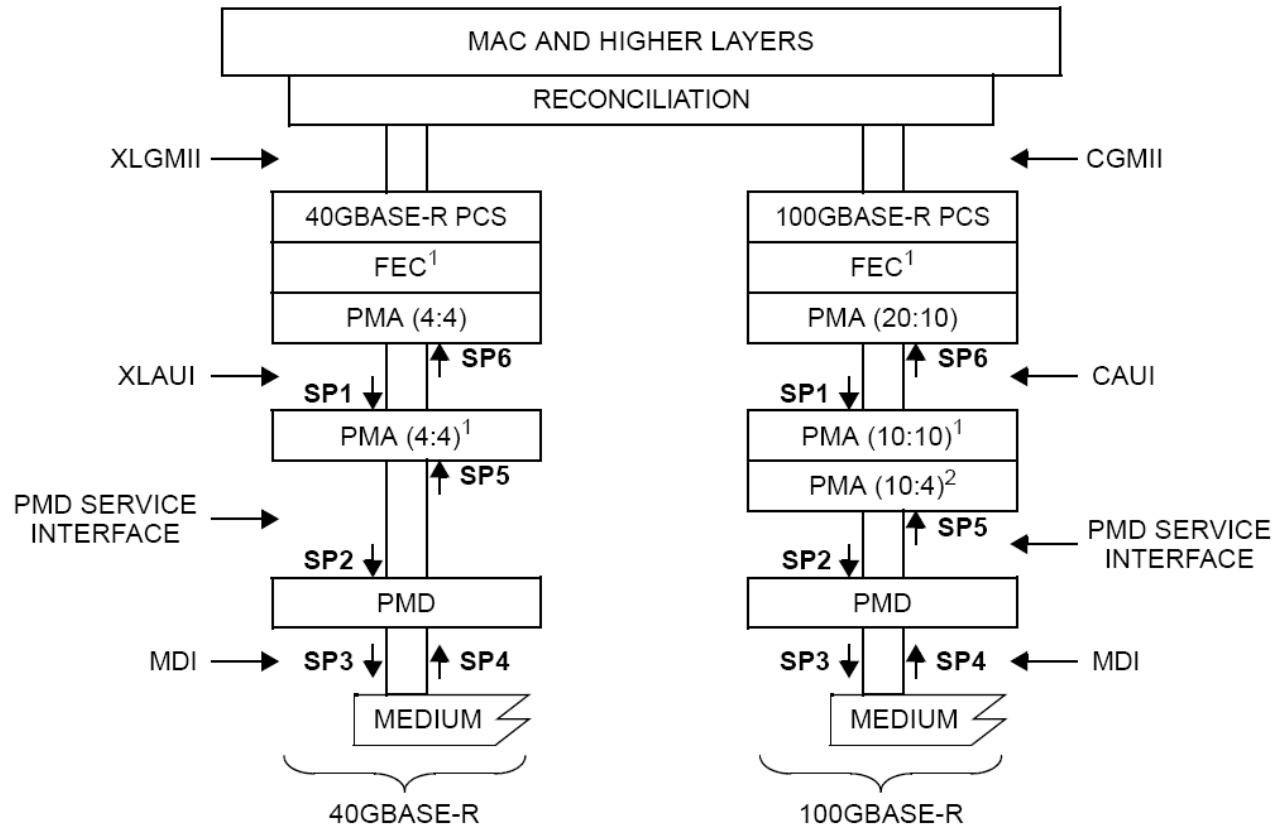 MAC AND HIGHER LAYERS
RECONCILIATION
XLGMII
CGMII
40GBASE-R PCS
100GBASE-R PCS
FEC¹
FEC¹
PMA (4:4)
PMA (20:10)
SP6
SP6
XLAUI
CAUI
SP1
SP1
PMA (4:4)¹
PMA (10:10)¹
SP5
PMA (10:4)²
PMD SERVICE
INTERFACE
SP5
PMD SERVICE
INTERFACE
SP2
SP2
PMD
PMD
MDI
SP3
SP4
SP3
SP4
MDI
MEDIUM
MEDIUM
40GBASE-R
100GBASE-R